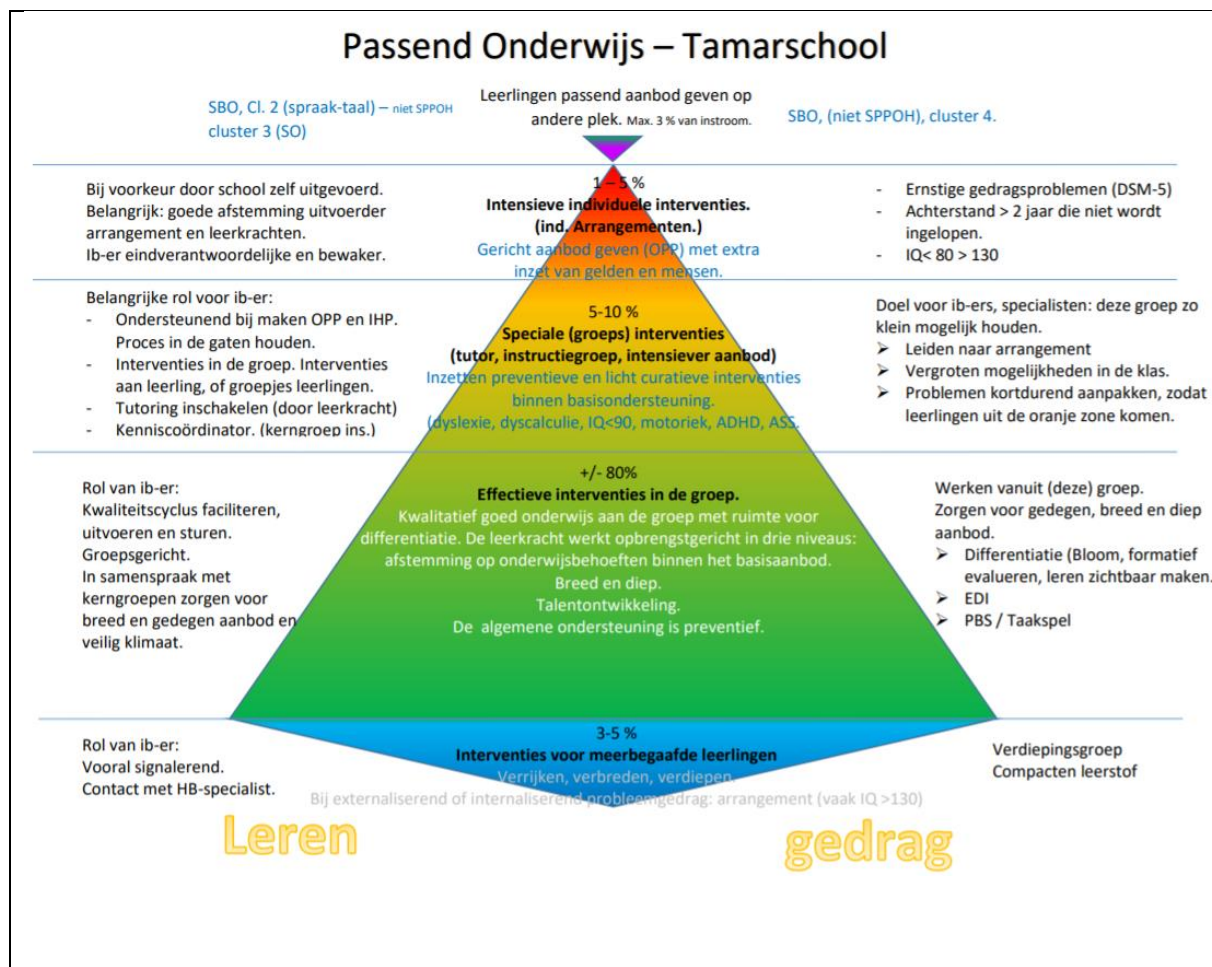 Passend Onderwijs – Tamarschool
SBO, Cl. 2 (spraak-taal) – niet SPPOH
cluster 3 (SO)
Leerlingen passend aanbod geven op
andere plek. Max. 3 % van instroom.
SBO, (niet SPPOH), cluster 4.
Bij voorkeur door school zelf uitgevoerd.
Belangrijk: goede afstemming uitvoerder
arrangement en leerkrachten.
Ib-er eindverantwoordelijke en bewaker.
1 – 5 %
Intensieve individuele interventies.
(ind. Arrangementen.)
Gericht aanbod geven (OPP) met extra
inzet van gelden en mensen.
- Ernstige gedragsproblemen (DSM-5)
- Achterstand > 2 jaar die niet wordt
ingelopen.
- IQ< 80 > 130
Belangrijke rol voor ib-er:
- Ondersteunend bij maken OPP en IHP.
Proces in de gaten houden.
- Interventies in de groep. Interventies
aan leerling, of groepjes leerlingen.
- Tutoring inschakelen (door leerkracht)
- Kenniscoördinator. (kerngroep ins.)
5-10 %
Speciale (groeps) interventies
(tutor, instructiegroep, intensiever aanbod)
Inzetten preventieve en licht curatieve interventies
binnen basisondersteuning.
(dyslexie, dyscalculie, IQ<90, motoriek, ADHD, ASS.
Doel voor ib-ers, specialisten: deze groep zo
klein mogelijk houden.
➢ Leiden naar arrangement
➢ Vergroten mogelijkheden in de klas.
➢ Problemen kortdurend aanpakken, zodat
leerlingen uit de oranje zone komen.
Rol van ib-er:
Kwaliteitscyclus faciliteren,
uitvoeren en sturen.
Groepsgericht.
In samenspraak met
kerngroepen zorgen voor
breed en gedegen aanbod en
veilig klimaat.
+/- 80%
Effectieve interventies in de groep.
Kwalitatief goed onderwijs aan de groep met ruimte voor
differentiatie. De leerkracht werkt opbrengstgericht in drie niveaus:
afstemming op onderwijsbehoeften binnen het basisaanbod.
Breed en diep.
Talentontwikkeling.
De algemene ondersteuning is preventief.
Werken vanuit (deze) groep.
Zorgen voor gedegen, breed en diep
aanbod.
➢ Differentiatie (Bloom, formatief
evalueren, leren zichtbaar maken.
➢ EDI
➢ PBS / Taakspel
Rol van ib-er:
Vooral signalerend.
Contact met HB-specialist.
3-5 %
Interventies voor meerbegaafde leerlingen
Verrijken, verbreden, verdiepen.
Bij externaliserend of internaliserend probleemgedrag: arrangement (vaak IQ >130)
Verdiepingsgroep
Compacten leerstof
Leren
gedrag